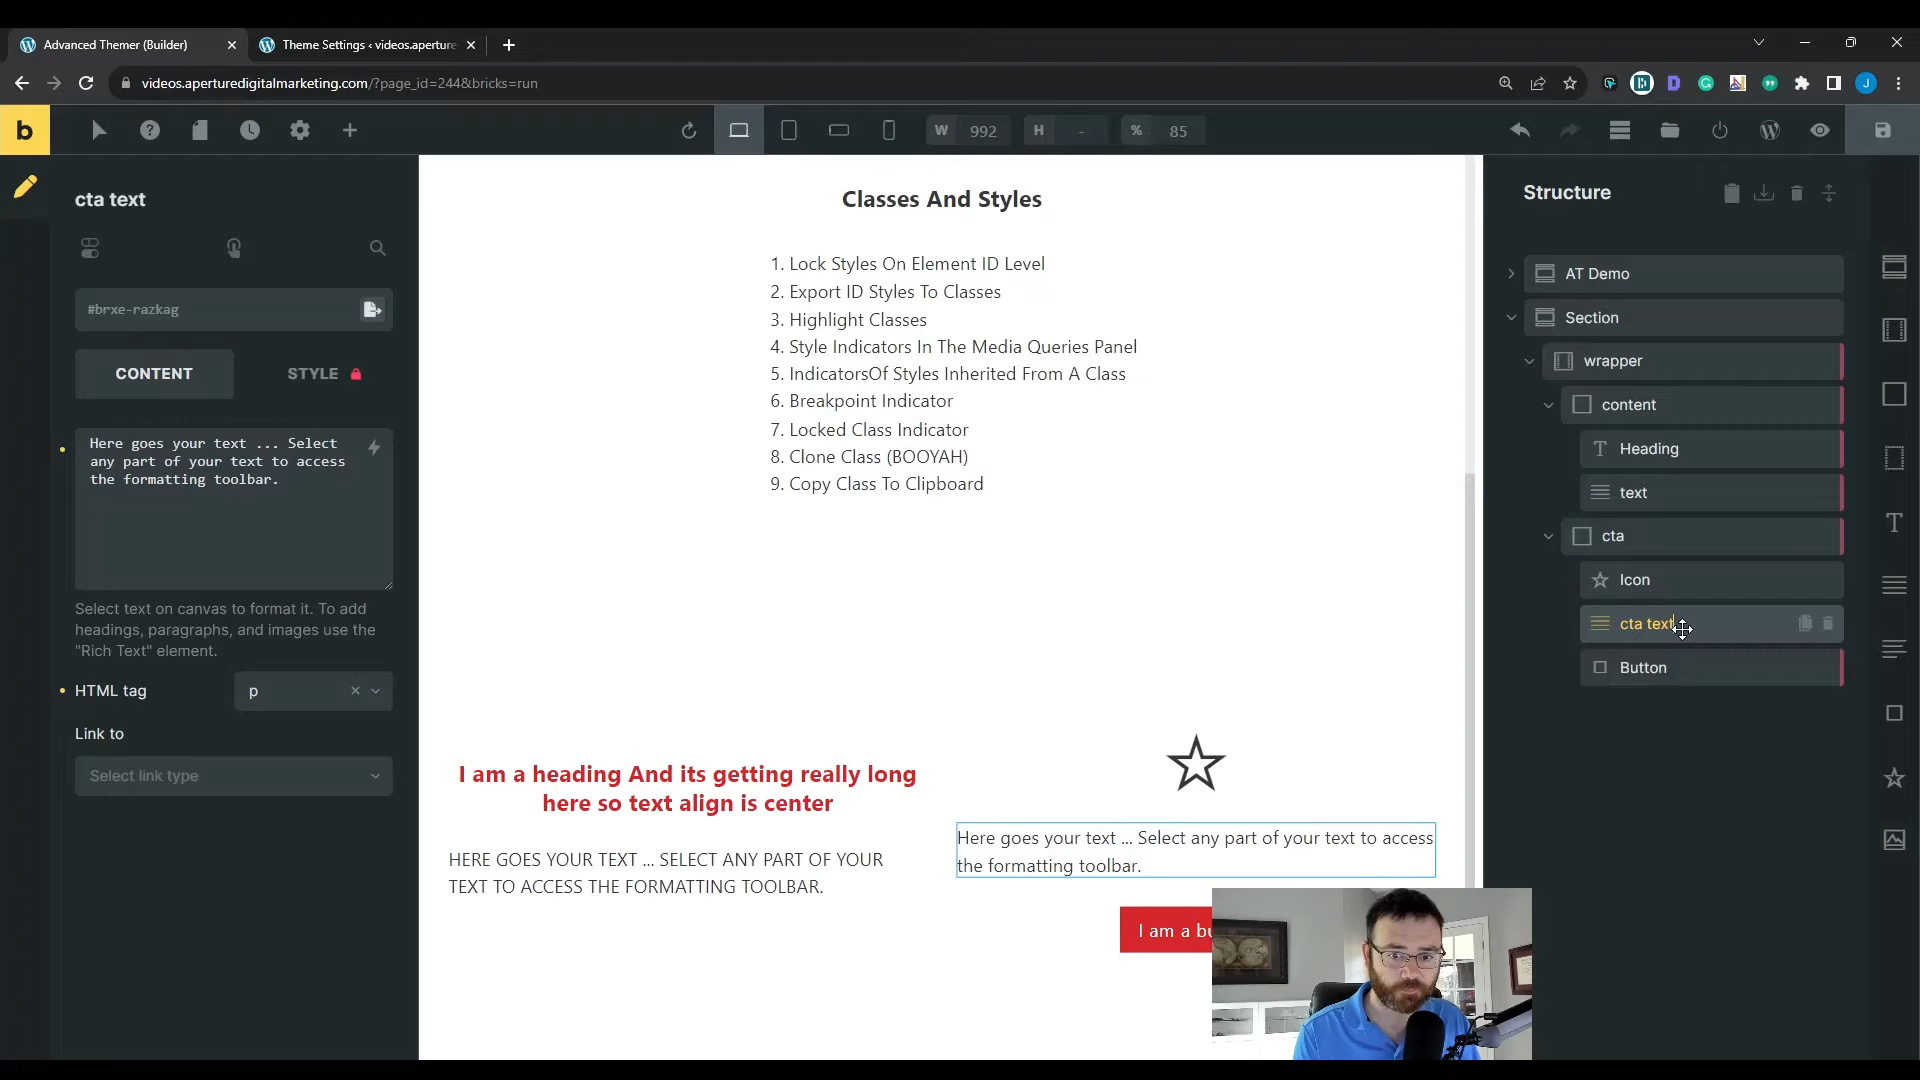 Advanced Themer (Builder)
Theme Settings ‹ videos.aperture
videos.aperturedigitalmarketing.com/?page_id=244&bricks=run
J
b
W 992
H -
% 85
cta text
#brxe-razkag
CONTENT
STYLE
Here goes your text ... Select
any part of your text to access
the formatting toolbar.
Select text on canvas to format it. To add
headings, paragraphs, and images use the
"Rich Text" element.
HTML tag
p
Link to
Select link type
Classes And Styles
1. Lock Styles On Element ID Level
2. Export ID Styles To Classes
3. Highlight Classes
4. Style Indicators In The Media Queries Panel
5. IndicatorsOf Styles Inherited From A Class
6. Breakpoint Indicator
7. Locked Class Indicator
8. Clone Class (BOOYAH)
9. Copy Class To Clipboard
I am a heading And its getting really long
here so text align is center
HERE GOES YOUR TEXT ... SELECT ANY PART OF YOUR
TEXT TO ACCESS THE FORMATTING TOOLBAR.
Here goes your text ... Select any part of your text to access
the formatting toolbar.
I am a bu
Structure
AT Demo
Section
wrapper
content
Heading
text
cta
Icon
cta text
Button